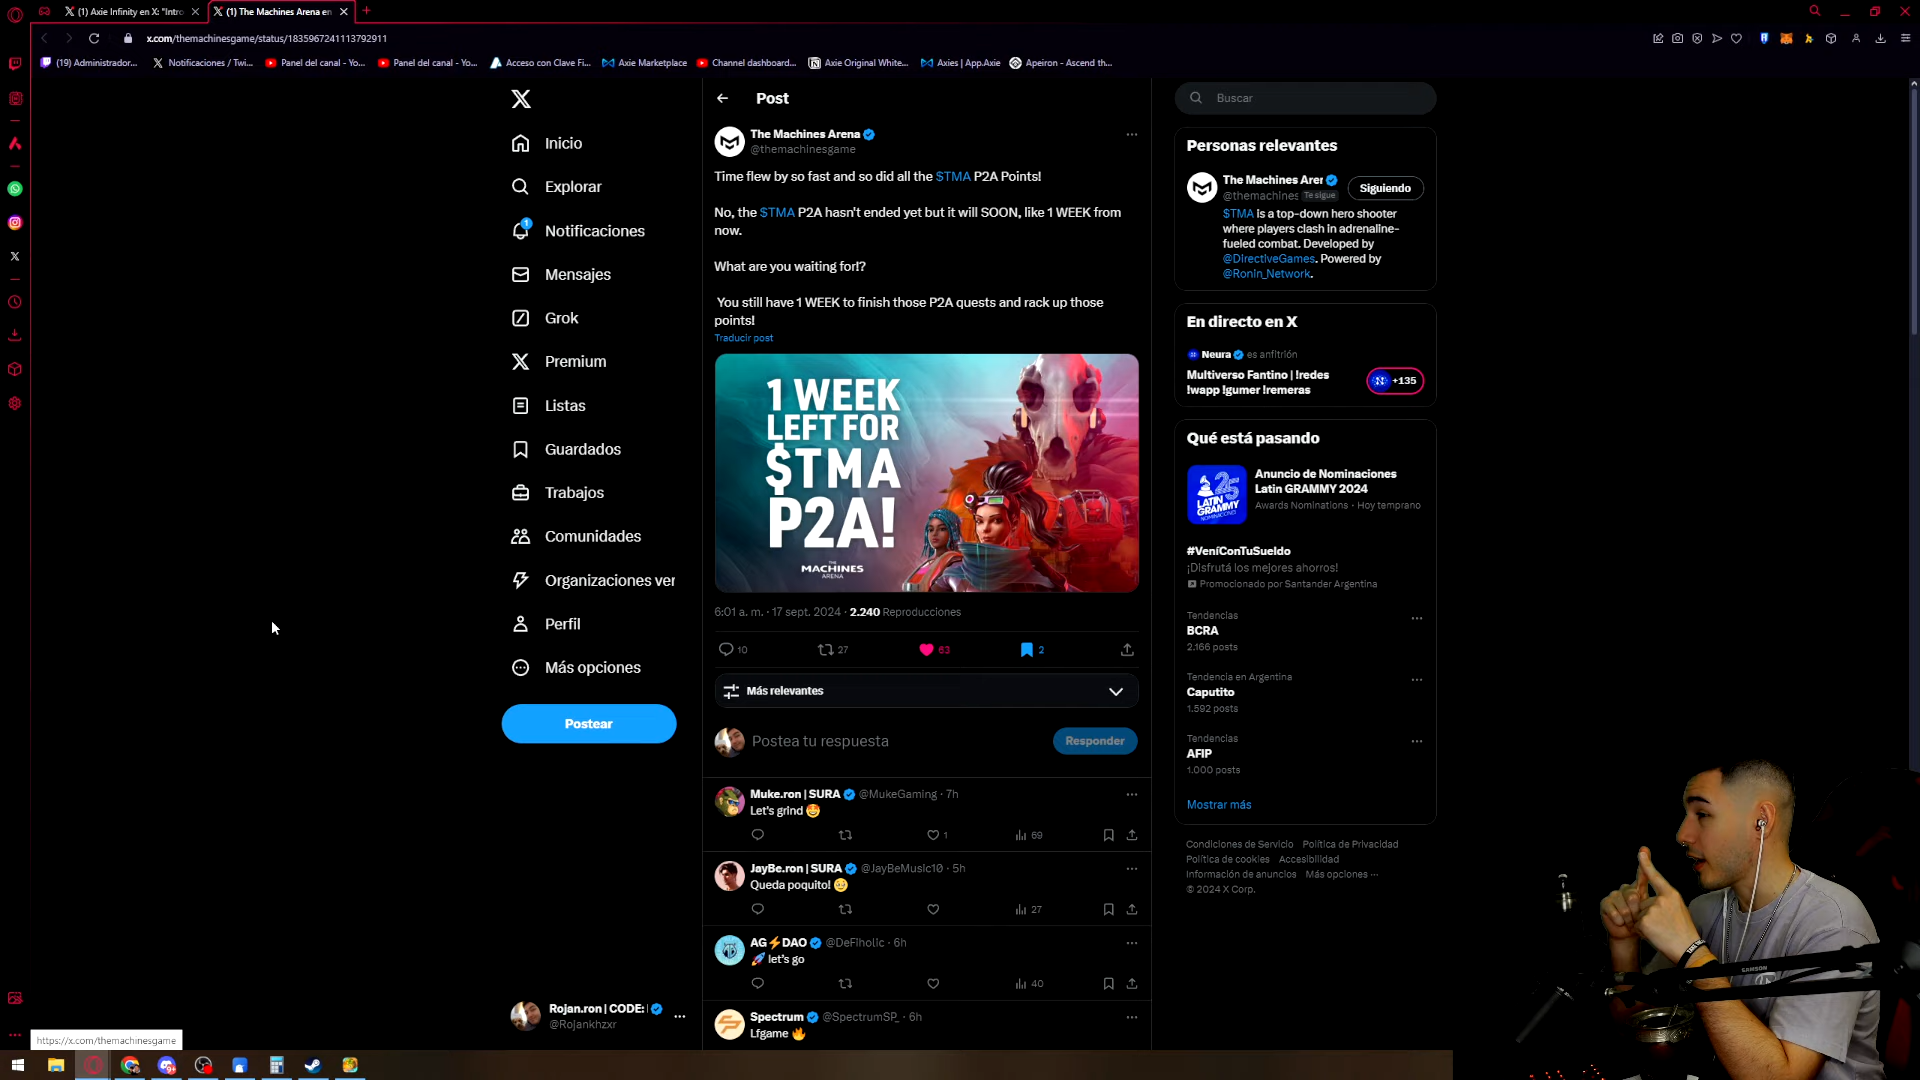 (1) Axie Infinity en X: "Intro
(1) The Machines Arena en
x.com/themachinesgame/status/1835967241113792911
(19) Administrador...
Notificaciones / Twi...
Panel del canal - Yo...
Panel del canal - Yo...
Acceso con Clave Fi...
Axie Marketplace
Channel dashboard...
Axie Original White...
Axies | App.Axie
Apeiron - Ascend th...
Inicio
Explorar
1
Notificaciones
Mensajes
Grok
Premium
Listas
Guardados
Trabajos
Comunidades
Organizaciones ver
Perfil
Más opciones
Postear
Rojan.ron | CODE:
@Rojankhzxr
https://x.com/themachinesgame
Post
The Machines Arena
@themachinesgame
Time flew by so fast and so did all the $TMA P2A Points!
No, the $TMA P2A hasn't ended yet but it will SOON, like 1 WEEK from
now.
What are you waiting for!?
You still have 1 WEEK to finish those P2A quests and rack up those
points!
Traducir post
1 WEEK
LEFT FOR
$TMA
P2A!
THE
MACHINES
ARENA
6:01 a. m. · 17 sept. 2024 · 2.240 Reproducciones
10
27
63
2
Más relevantes
Postea tu respuesta
Responder
Muke.ron | SURA @MukeGaming · 7h
Let's grind 🤩
1
69
JayBe.ron | SURA @JayBeMusic10 · 5h
Queda poquito! 🥹
27
AG⚡DAO @DeFiholic · 6h
🚀 let's go
40
Spectrum @SpectrumSP_ · 6h
Lfgame 🔥
Buscar
Personas relevantes
The Machines Arer
@themachines Te sigue
Siguiendo
$TMA is a top-down hero shooter
where players clash in adrenaline-
fueled combat. Developed by
@DirectiveGames. Powered by
@Ronin_Network.
En directo en X
Neura es anfitrión
Multiverso Fantino | !redes
!wapp !gumer !remeras
+135
Qué está pasando
25
LATIN
GRAMMY
Anuncio de Nominaciones
Latin GRAMMY 2024
Awards Nominations · Hoy temprano
#VeníConTuSueldo
¡Disfrutá los mejores ahorros!
Promocionado por Santander Argentina
Tendencias
BCRA
2.166 posts
Tendencia en Argentina
Caputito
1.592 posts
Tendencias
AFIP
1.000 posts
Mostrar más
Condiciones de Servicio Política de Privacidad
Política de cookies Accesibilidad
Información de anuncios Más opciones ···
© 2024 X Corp.
SAMSON